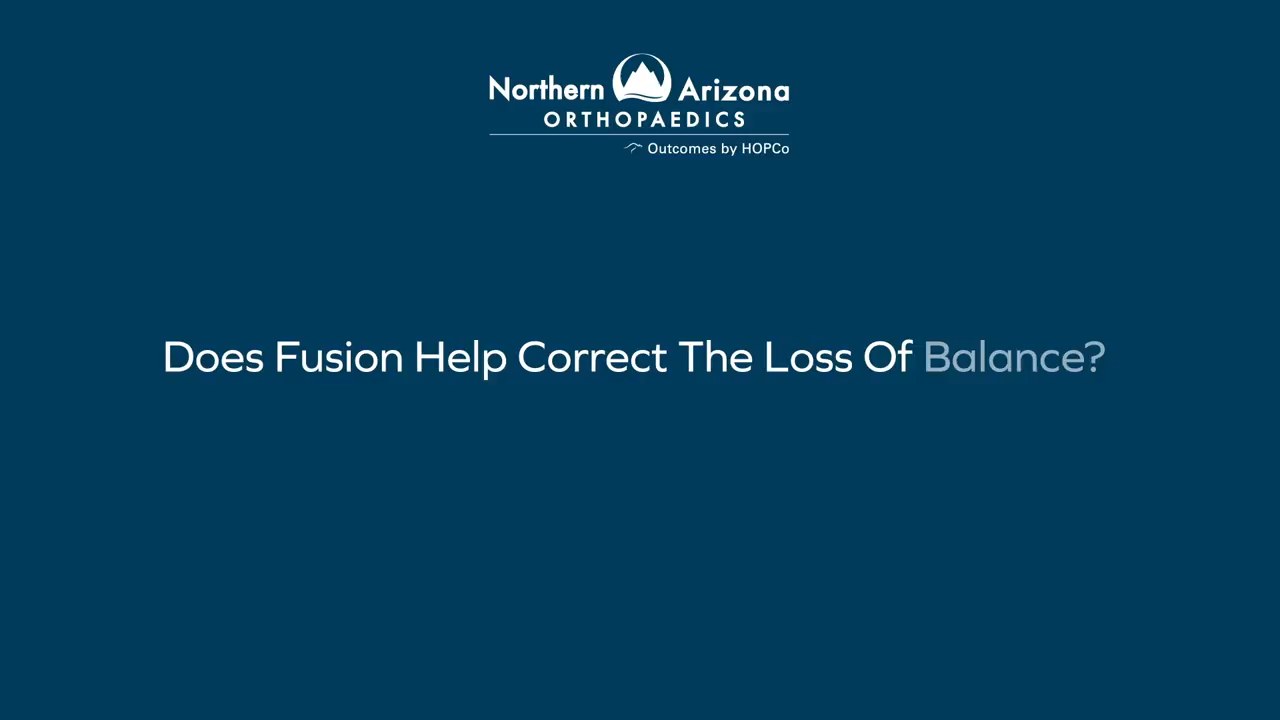 Northern Arizona
ORTHOPAEDICS
Outcomes by HOPCo
Does Fusion Help Correct The Loss Of Balance?